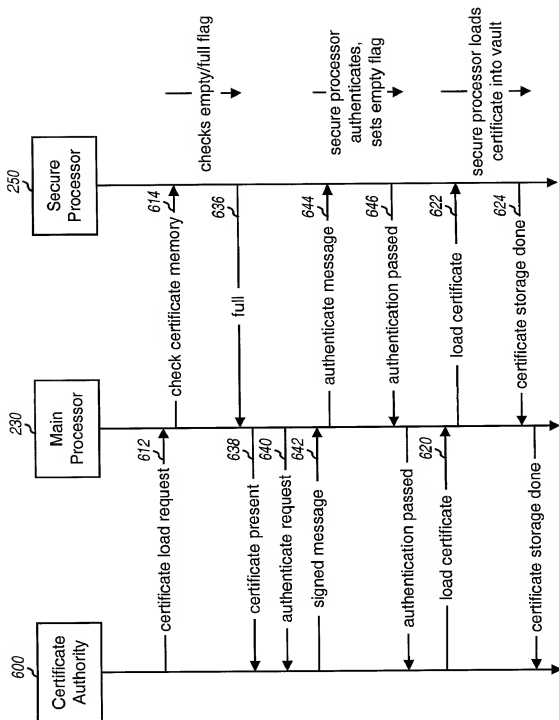 600
Certificate
Authority
230
Main
Processor
250
Secure
Processor
certificate load request
612
check certificate memory
614
checks empty/full flag
full
636
certificate present
638
authenticate request
640
signed message
642
authenticate message
644
secure processor
authenticates,
sets empty flag
authentication passed
646
authentication passed
load certificate
620
load certificate
622
secure processor loads
certificate into vault
certificate storage done
624
certificate storage done